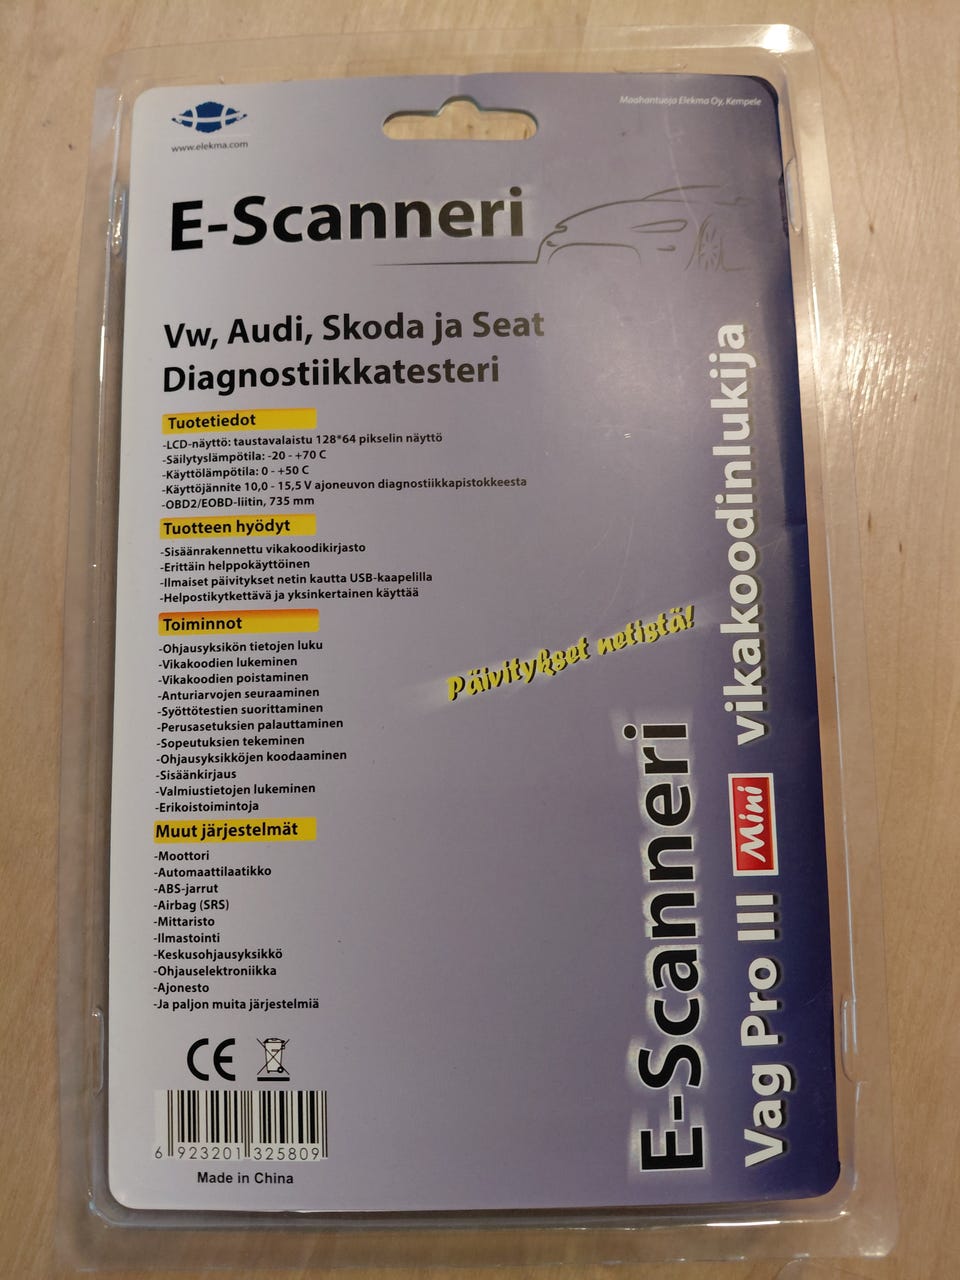 www.elekma.com
Maahantuoja Elekma Oy, Kempele
E-Scanneri
Vw, Audi, Skoda ja Seat
Diagnostiikkatesteri
Tuotetiedot
-LCD-näyttö: taustavalaistu 128*64 pikselin näyttö
-Säilytyslämpötila: -20 - +70 C
-Käyttölämpötila: 0 - +50 C
-Käyttöjännite 10,0 - 15,5 V ajoneuvon diagnostiikkapistokkeesta
-OBD2/EOBD-liitin, 735 mm
Tuotteen hyödyt
-Sisäänrakennettu vikakoodikirjasto
-Erittäin helppokäyttöinen
-Ilmaiset päivitykset netin kautta USB-kaapelilla
-Helpostikytkettävä ja yksinkertainen käyttää
Toiminnot
-Ohjausyksikön tietojen luku
-Vikakoodien lukeminen
-Vikakoodien poistaminen
-Anturiarvojen seuraaminen
-Syöttötestien suorittaminen
-Perusasetuksien palauttaminen
-Sopeutuksien tekeminen
-Ohjausyksikköjen koodaaminen
-Sisäänkirjaus
-Valmiustietojen lukeminen
-Erikoistoimintoja
Muut järjestelmät
-Moottori
-Automaattilaatikko
-ABS-jarrut
-Airbag (SRS)
-Mittaristo
-Ilmastointi
-Keskusohjausyksikkö
-Ohjauselektroniikka
-Ajonesto
-Ja paljon muita järjestelmiä
Päivitykset netistä!
E-Scanneri
Vag Pro III Mini vikakoodinlukija
CE
6 923201 325809
Made in China